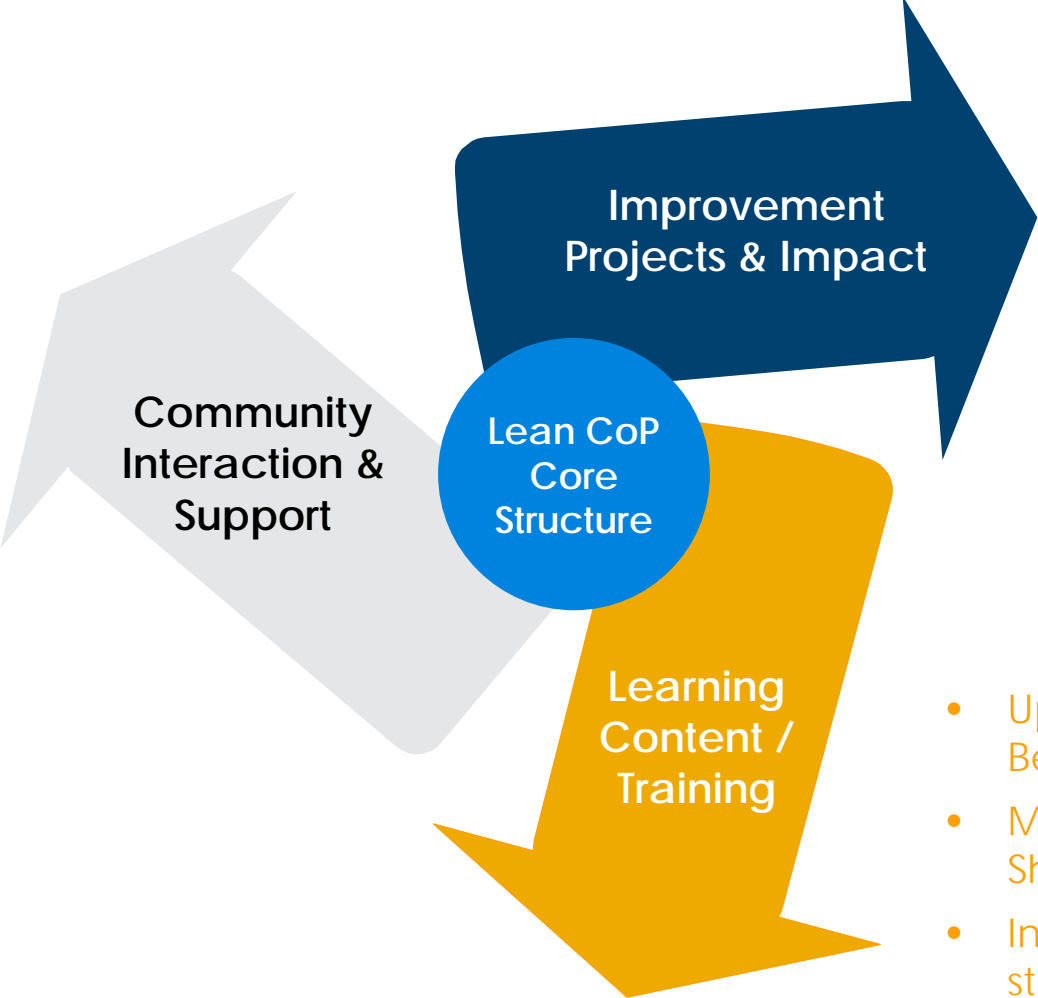 Improvement
Projects & Impact
Community
Interaction &
Support
Lean CoP
Core
Structure
Learning
Content /
Training